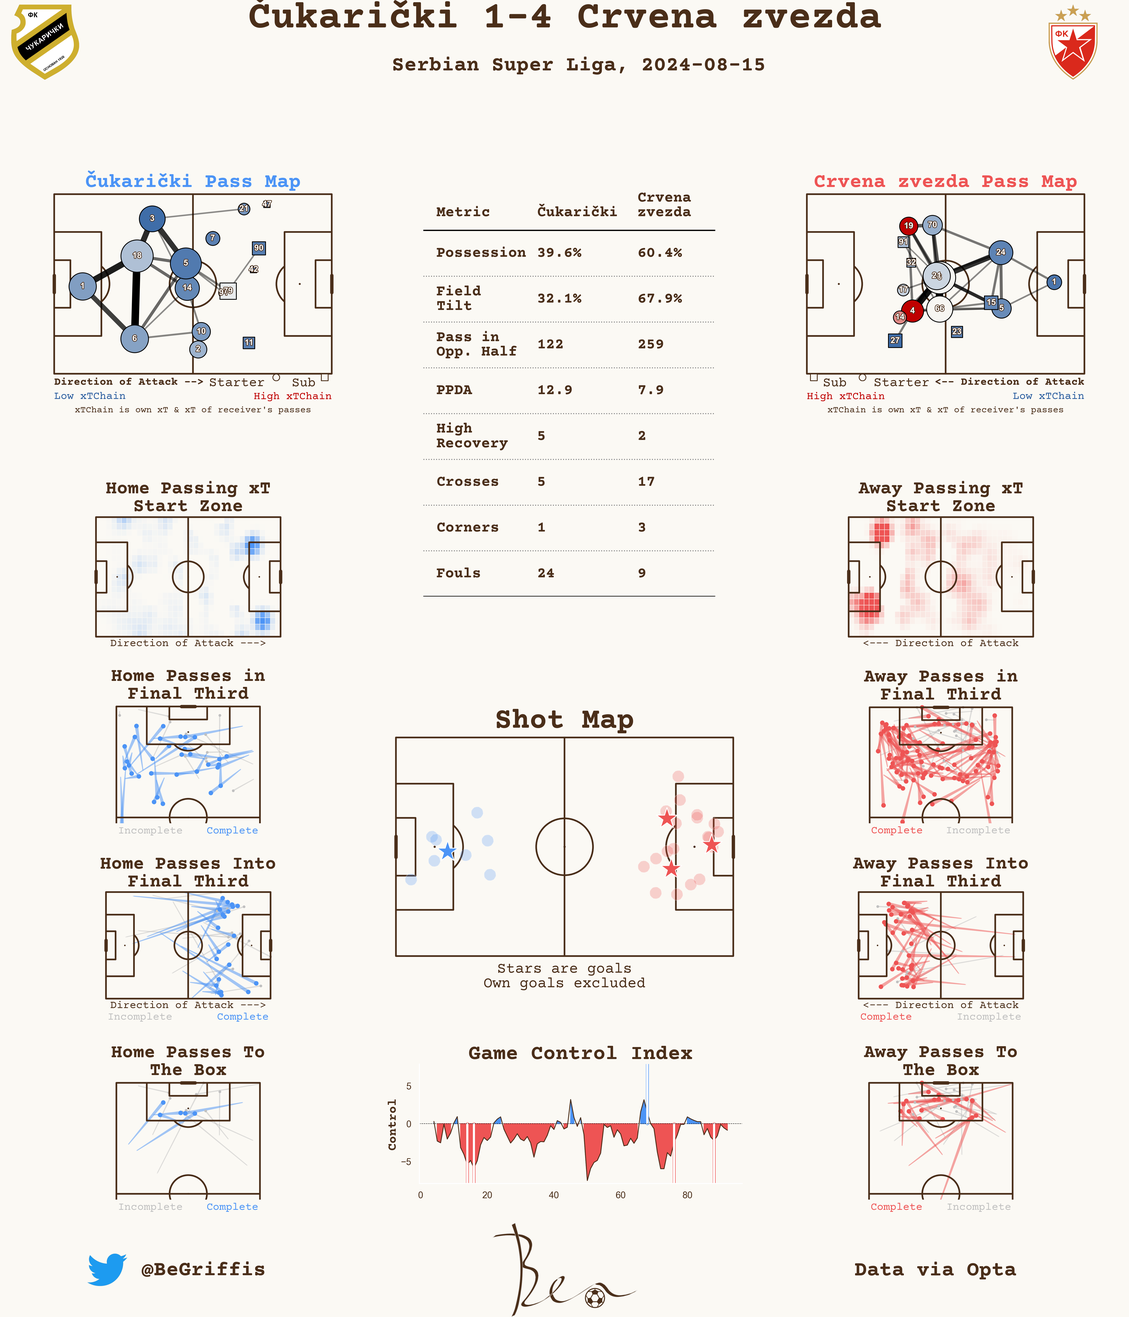 Čukarički 1-4 Crvena zvezda
Serbian Super Liga, 2024-08-15
ФК
ЧУКАРИЧКИ
ФК
Čukarički Pass Map
3
21
47
7
18
5
90
42
1
14
79
10
6
2
11
Direction of Attack --> Starter Sub
Low xTChain High xTChain
xTChain is own xT & xT of receiver's passes
Metric Čukarički Crvena zvezda
Possession 39.6% 60.4%
Field Tilt 32.1% 67.9%
Pass in Opp. Half 122 259
PPDA 12.9 7.9
High Recovery 5 2
Crosses 5 17
Corners 1 3
Fouls 24 9
Crvena zvezda Pass Map
19
70
91
24
32
1
15
5
4
66
14
23
27
Sub Starter <-- Direction of Attack
High xTChain Low xTChain
xTChain is own xT & xT of receiver's passes
Home Passing xT
Start Zone
Direction of Attack --->
Away Passing xT
Start Zone
<--- Direction of Attack
Home Passes in
Final Third
Incomplete Complete
Shot Map
Stars are goals
Own goals excluded
Away Passes in
Final Third
Complete Incomplete
Home Passes Into
Final Third
Direction of Attack --->
Incomplete Complete
Away Passes Into
Final Third
<--- Direction of Attack
Complete Incomplete
Home Passes To
The Box
Incomplete Complete
Game Control Index
Control
5
0
−5
0 20 40 60 80
Away Passes To
The Box
Complete Incomplete
@BeGriffis
Ben
Data via Opta